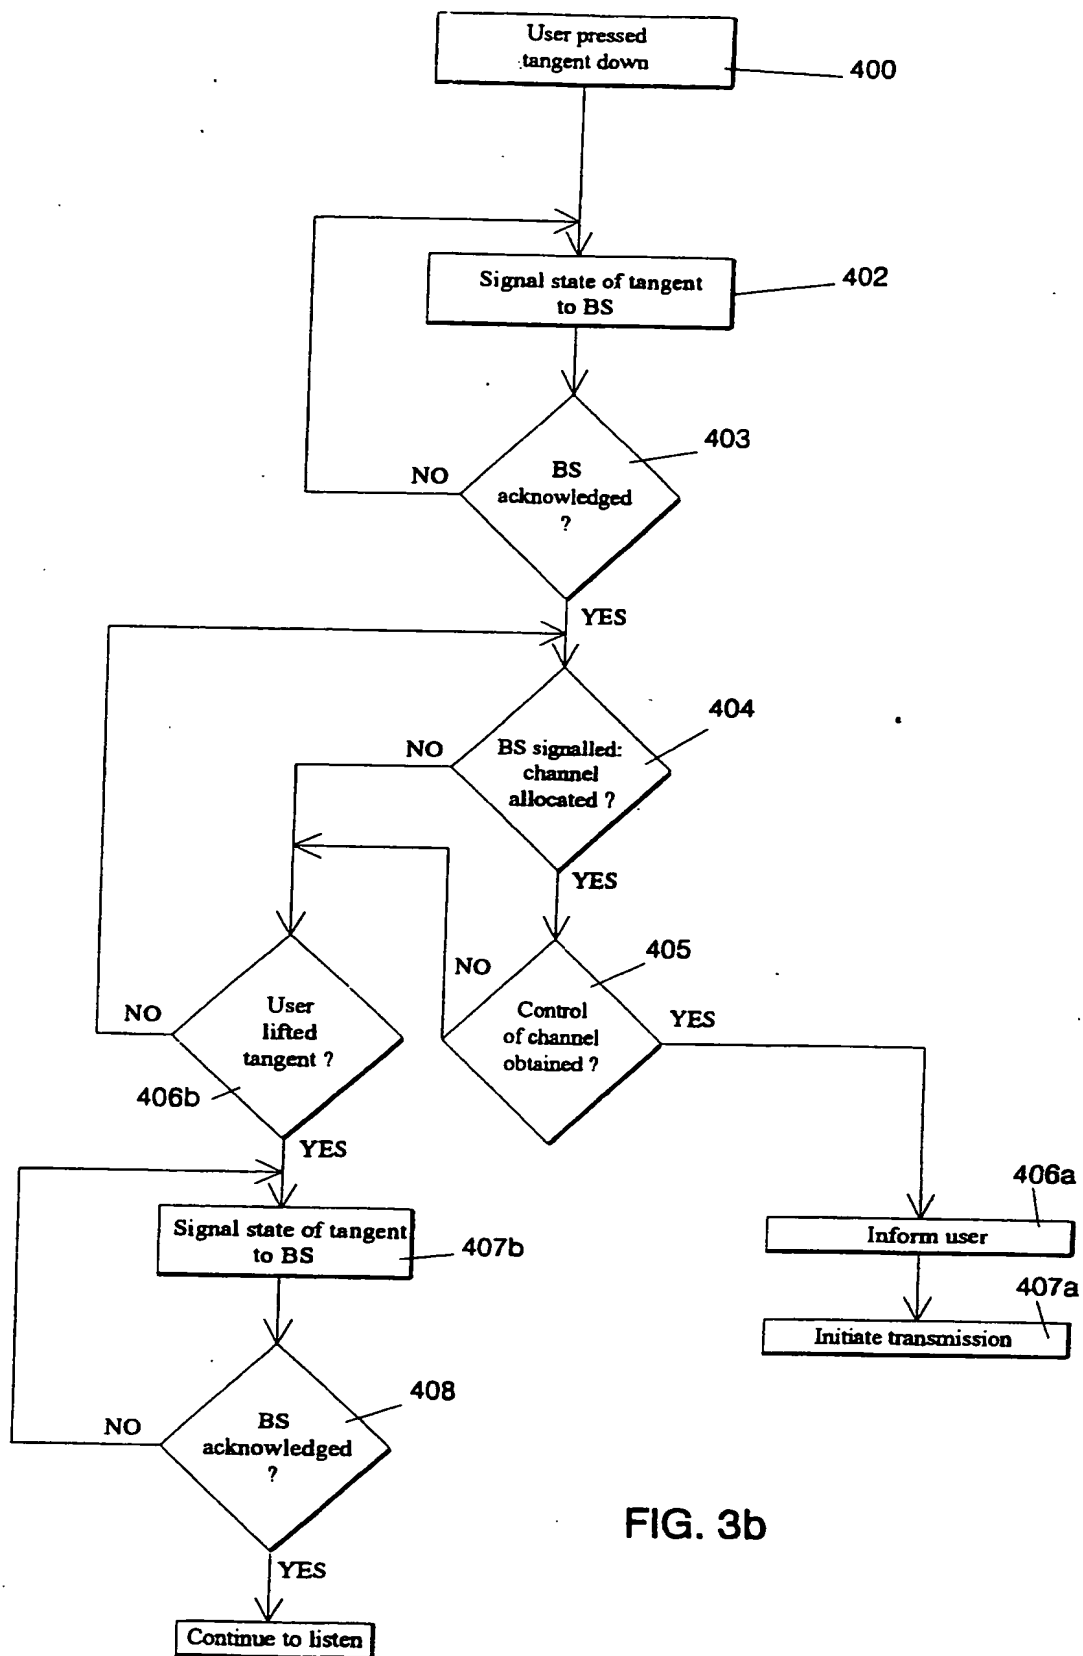 User pressed
tangent down
400
Signal state of tangent
to BS
402
403
BS
acknowledged
?
NO
YES
404
BS signalled:
channel
allocated ?
NO
YES
405
Control
of channel
obtained ?
NO
YES
User
lifted
tangent ?
NO
406b
YES
406a
Inform user
Signal state of tangent
to BS
407b
407a
Initiate transmission
408
BS
acknowledged
?
NO
YES
Continue to listen
FIG. 3b